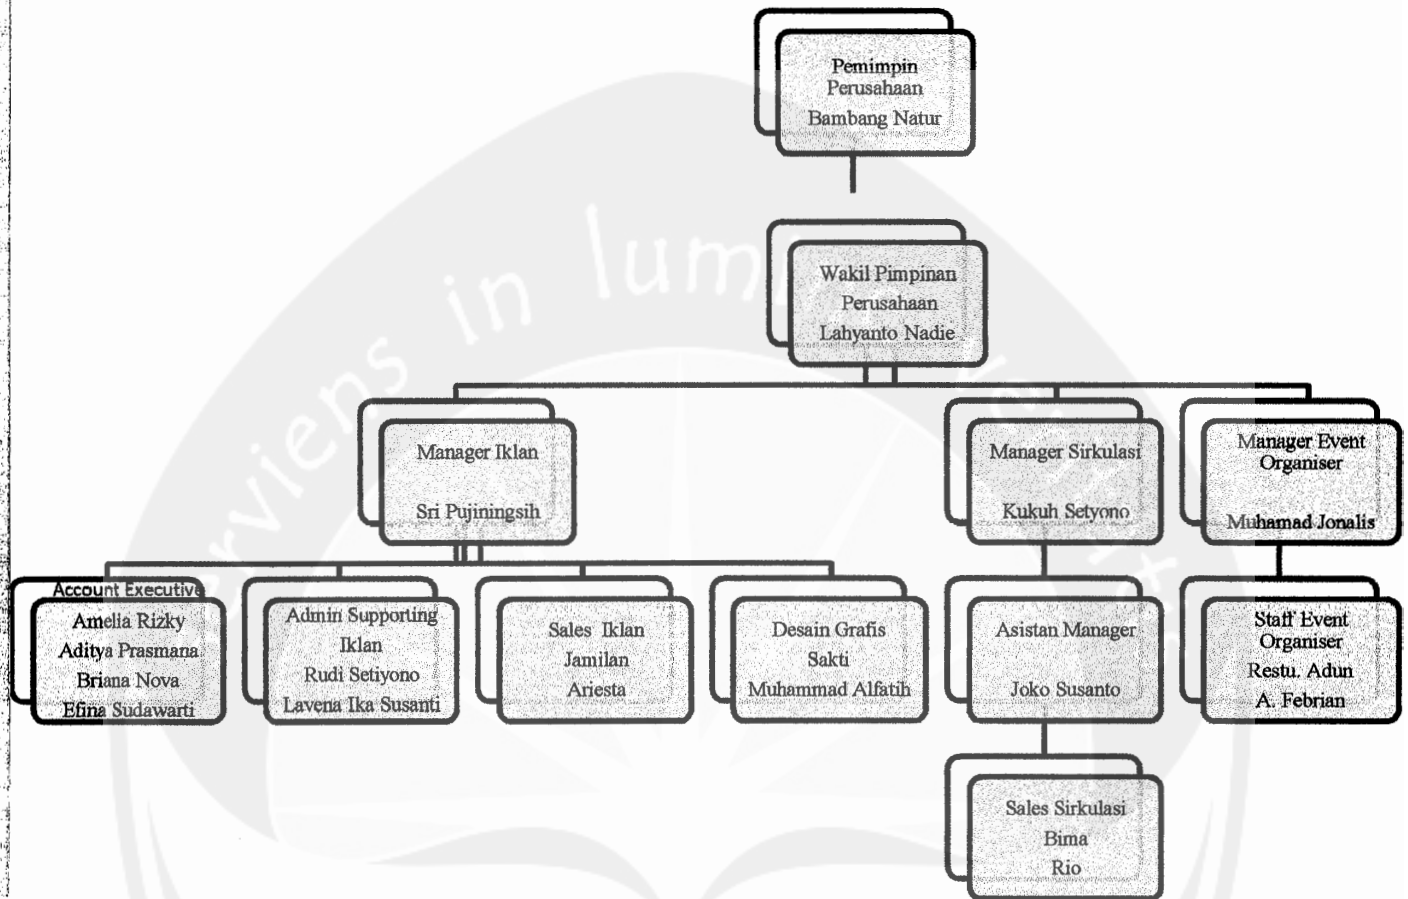 Pemimpin
Perusahaan
Bambang Natur
Wakil Pimpinan
Perusahaan
Lahyanto Nadie
Manager Iklan
Sri Pujiningsih
Manager Sirkulasi
Kukuh Setyono
Manager Event
Organiser
Muhamad Jonalis
Account Executive
Amelia Rizky
Aditya Prasmana
Briana Nova
Efina Sudawarti
Admin Supporting
Iklan
Rudi Setiyono
Lavena Ika Susanti
Sales Iklan
Jamilan
Ariesta
Desain Grafis
Sakti
Muhammad Alfatih
Asistan Manager
Joko Susanto
Staff Event
Organiser
Restu. Adun
A. Febrian
Sales Sirkulasi
Bima
Rio
in lumine